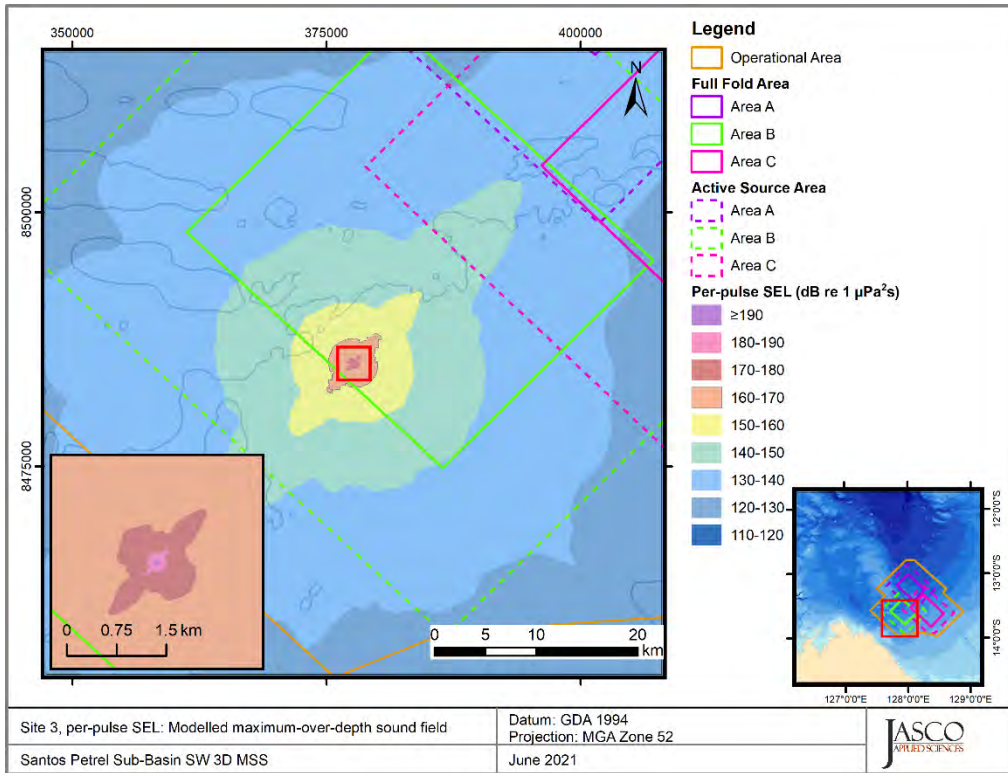 350000
375000
400000
8500000
8475000
N
0 0.75 1.5 km
0 5 10 20
km
Legend
Operational Area
Full Fold Area
Area A
Area B
Area C
Active Source Area
Area A
Area B
Area C
Per-pulse SEL (dB re 1 µPa²s)
≥190
180-190
170-180
160-170
150-160
140-150
130-140
120-130
110-120
12°0'0"S
13°0'0"S
14°0'0"S
127°0'0"E 128°0'0"E 129°0'0"E
Site 3, per-pulse SEL: Modelled maximum-over-depth sound field
Datum: GDA 1994
Projection: MGA Zone 52
Santos Petrel Sub-Basin SW 3D MSS
June 2021
JASCO
APPLIED SCIENCES